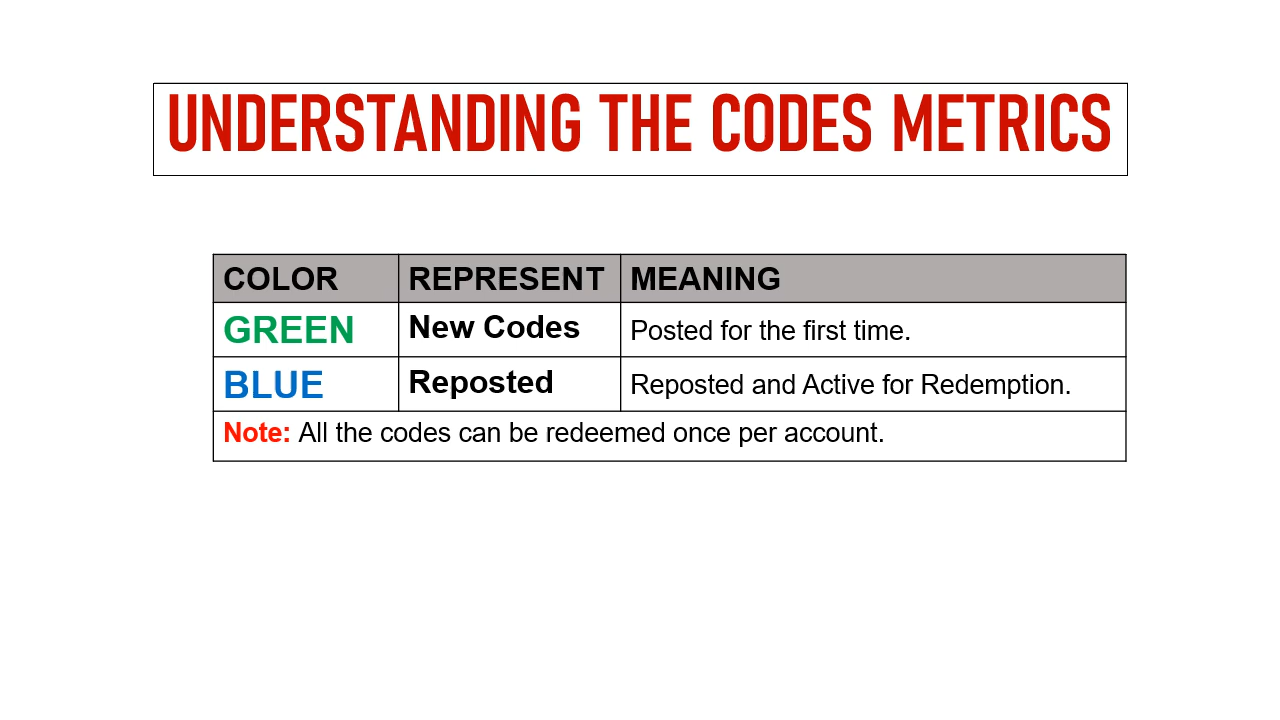 UNDERSTANDING THE CODES METRICS
COLOR REPRESENT MEANING
GREEN New Codes Posted for the first time.
BLUE Reposted Reposted and Active for Redemption.
Note: All the codes can be redeemed once per account.